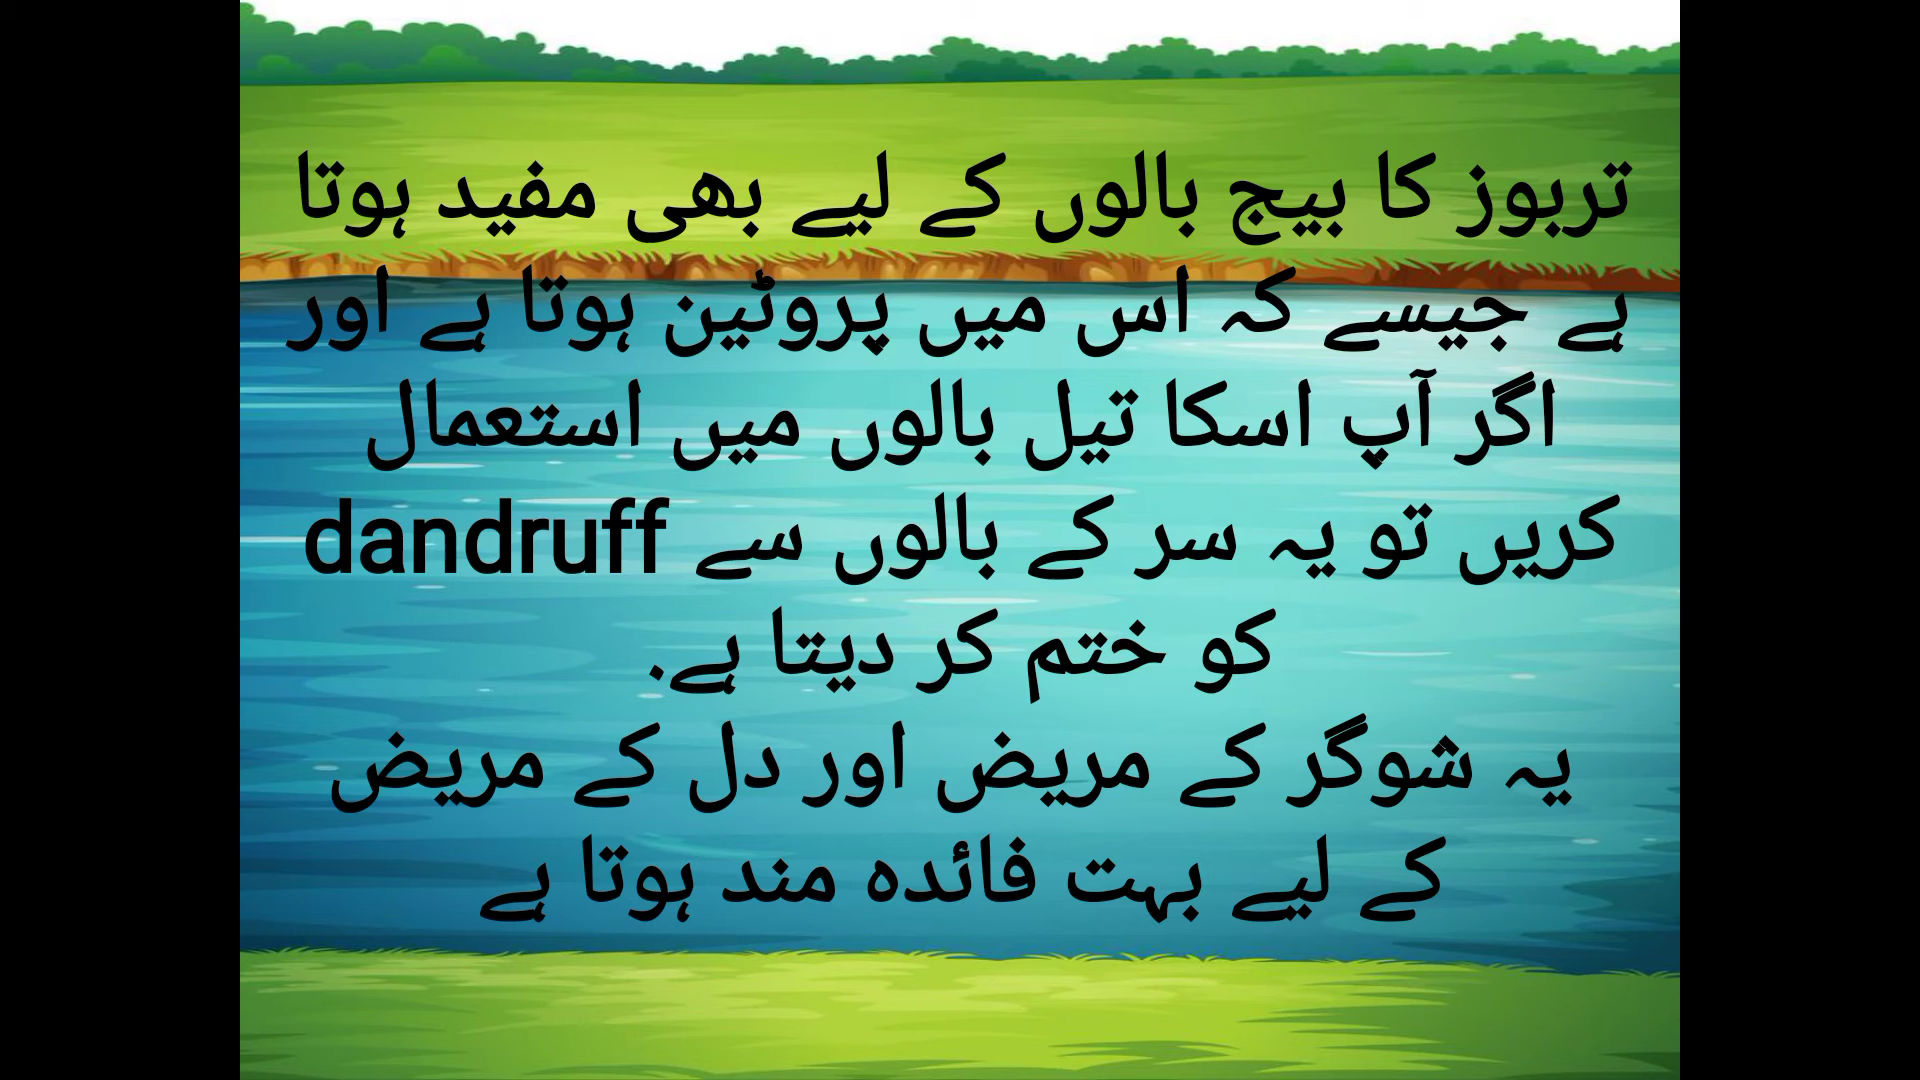 تربوز کا بیج بالوں کے لیے بھی مفید ہوتا
ہے جیسے کہ اس میں پروٹین ہوتا ہے اور
اگر آپ اسکا تیل بالوں میں استعمال
کریں تو یہ سر کے بالوں سے dandruff
کو ختم کر دیتا ہے.
یہ شوگر کے مریض اور دل کے مریض
کے لیے بہت فائدہ مند ہوتا ہے